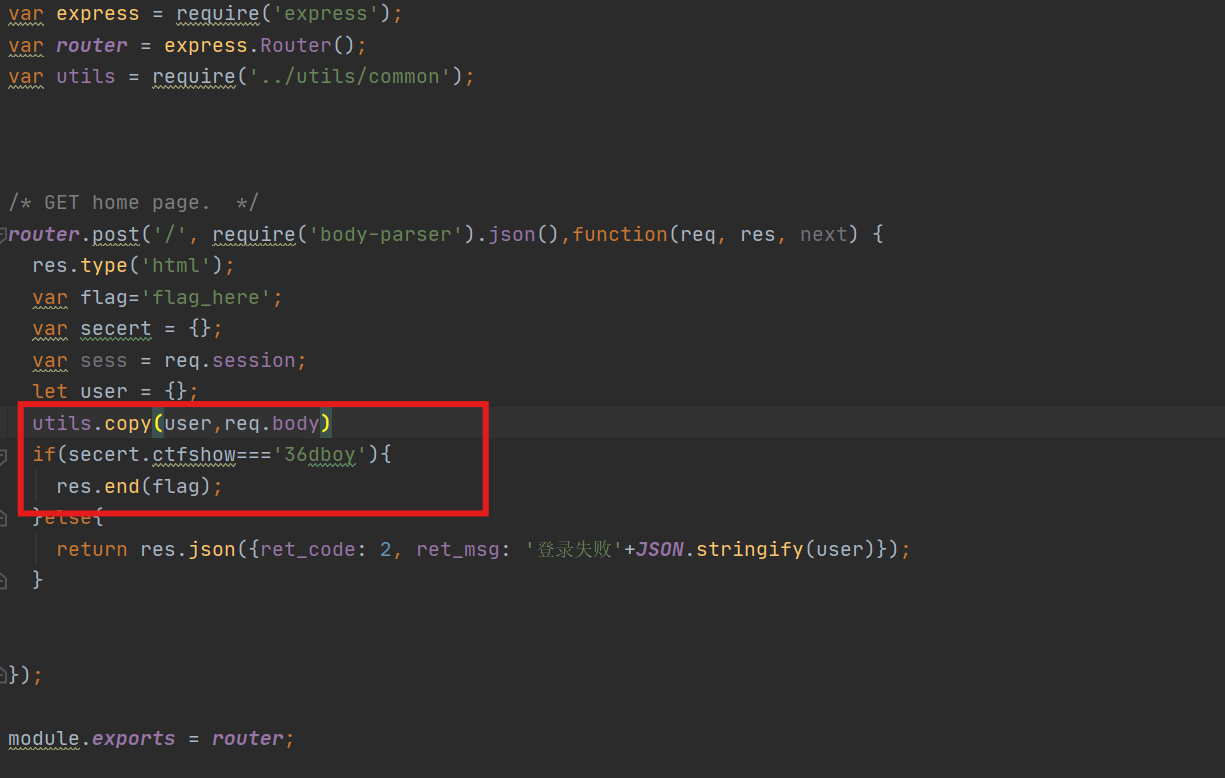 var express = require('express');
var router = express.Router();
var utils = require('../utils/common');
/* GET home page.  */
router.post('/', require('body-parser').json(),function(req, res, next) {
res.type('html');
var flag='flag_here';
var secert = {};
var sess = req.session;
let user = {};
utils.copy(user,req.body)
if(secert.ctfshow==='36dboy'){
res.end(flag);
}else{
return res.json({ret_code: 2, ret_msg: '登录失败'+JSON.stringify(user)});
}
});
module.exports = router;